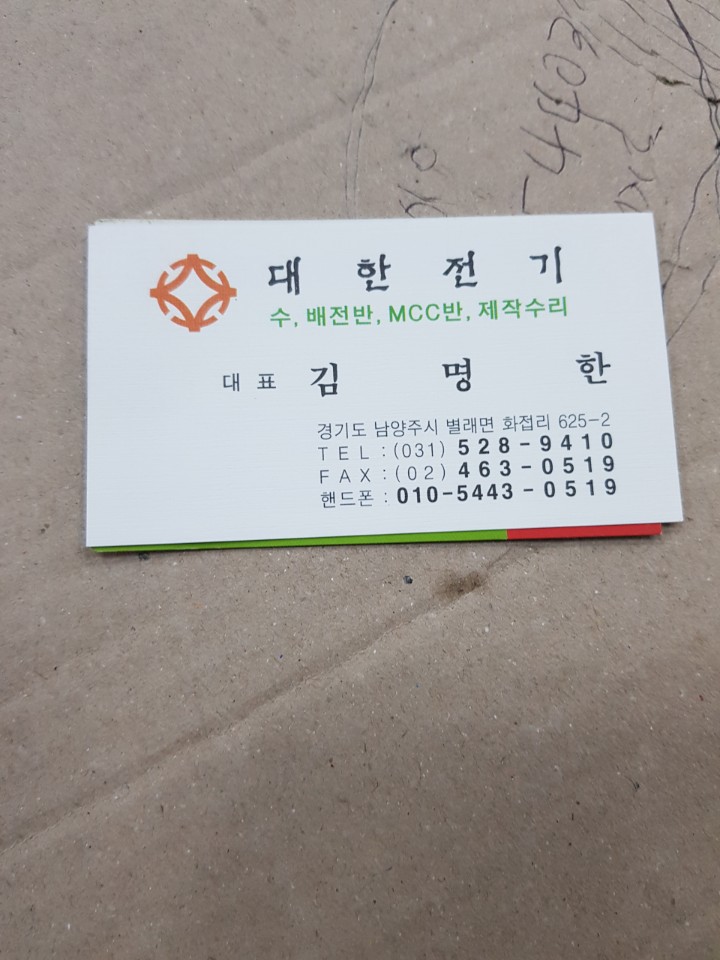 대 한 전 기
수, 배전반, MCC반, 제작수리
대 표 김 명 한
경기도 남양주시 별래면 화접리 625-2
TEL : (031) 528-9410
FAX : (02) 463-0519
핸드폰 : 010-5443-0519